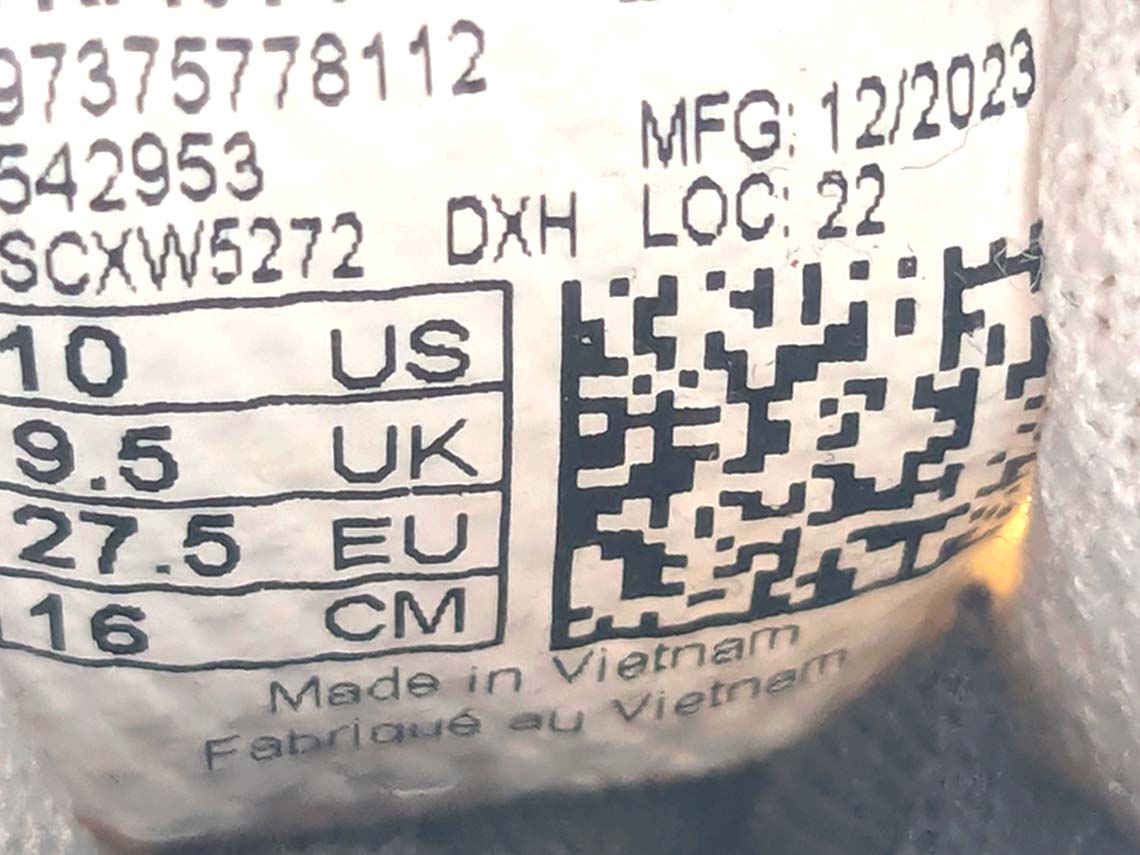 97375778112
542953
SCXW5272 DXH
MFG: 12/2023
LOC: 22
10 US
9.5 UK
27.5 EU
16 CM
Made in Vietnam
Fabriqué au Vietnam